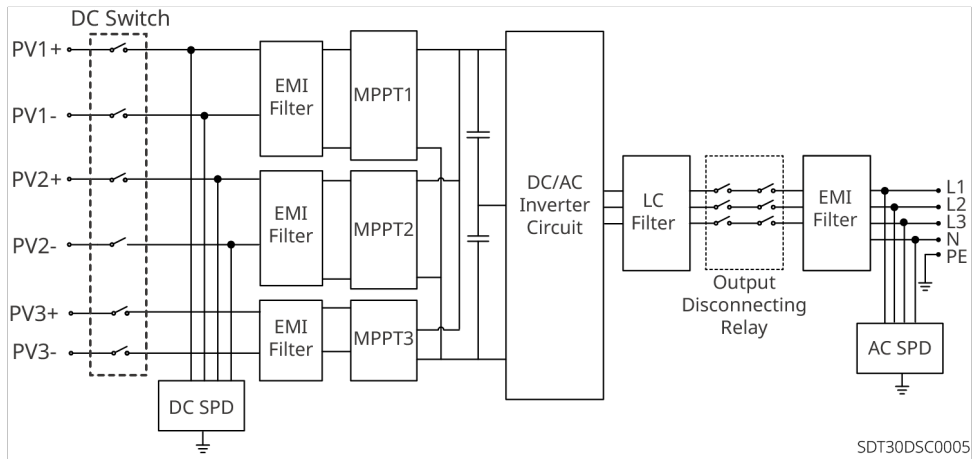 DC Switch
PV1+
PV1-
PV2+
PV2-
PV3+
PV3-
EMI
Filter
MPPT1
EMI
Filter
MPPT2
EMI
Filter
MPPT3
DC SPD
DC/AC
Inverter
Circuit
LC
Filter
Output
Disconnecting
Relay
EMI
Filter
L1
L2
L3
N
PE
AC SPD
SDT30DSC0005